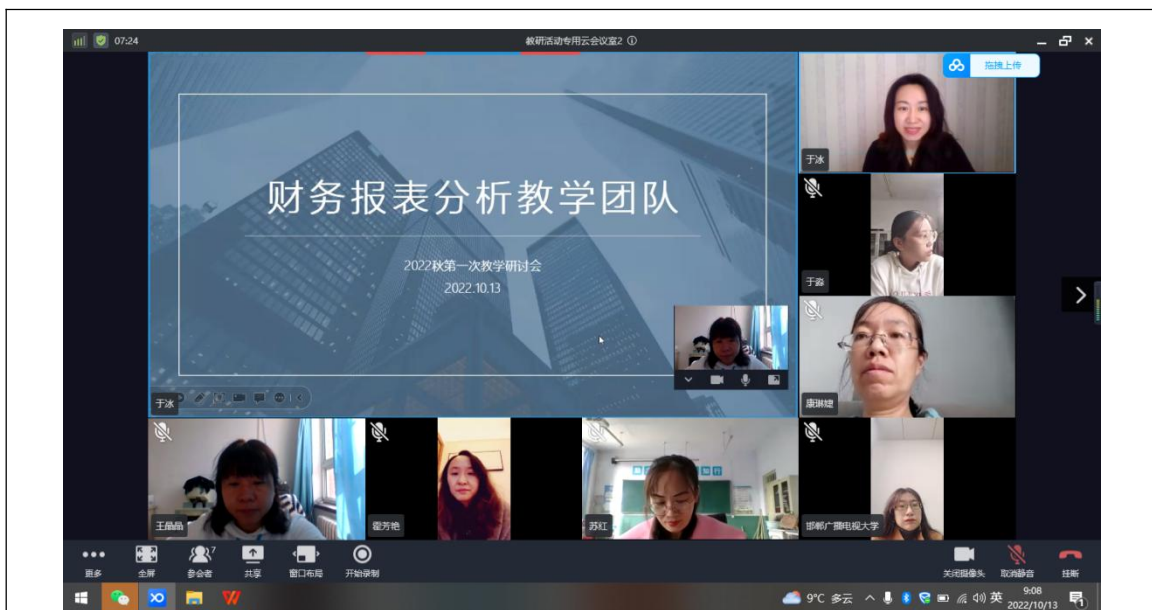 07:24
教研活动专用云会议室2
拖拽上传
财务报表分析教学团队
2022秋第一次教学研讨会
2022.10.13
于冰
于冰
于淼
康琳婕
王晶晶
翟芳艳
苏红
邯郸广播电视大学
更多
全屏
参会者 7
共享
窗口布局
开始录制
关闭摄像头
取消静音
挂断
9°C 多云
英
9:08
2022/10/13